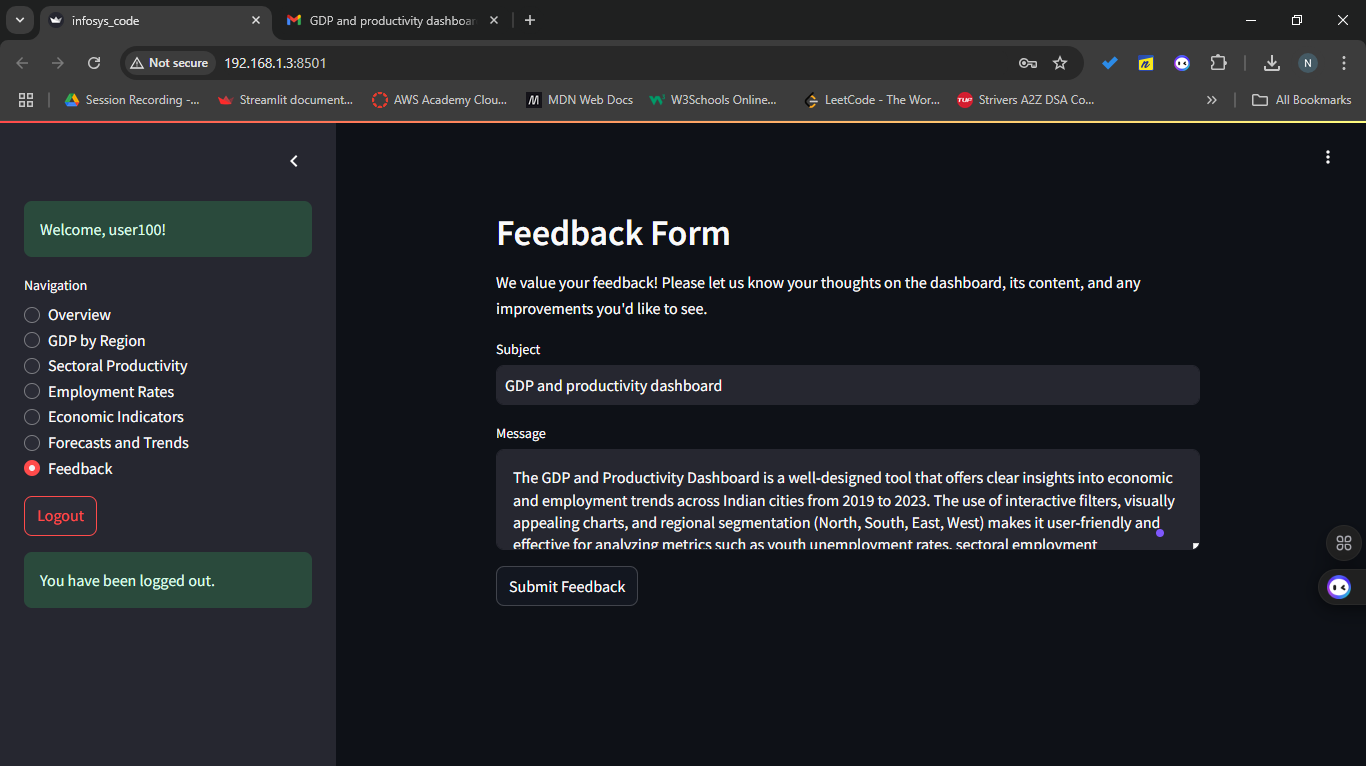 infosys_code
GDP and productivity dashboar
Not secure
192.168.1.3:8501
N
Session Recording -...
Streamlit document...
AWS Academy Clou...
MDN Web Docs
W3Schools Online...
LeetCode - The Wor...
TUF
Strivers A2Z DSA Co...
All Bookmarks
Welcome, user100!
Navigation
Overview
GDP by Region
Sectoral Productivity
Employment Rates
Economic Indicators
Forecasts and Trends
Feedback
Logout
You have been logged out.
Feedback Form
We value your feedback! Please let us know your thoughts on the dashboard, its content, and any
improvements you'd like to see.
Subject
GDP and productivity dashboard
Message
The GDP and Productivity Dashboard is a well-designed tool that offers clear insights into economic
and employment trends across Indian cities from 2019 to 2023. The use of interactive filters, visually
appealing charts, and regional segmentation (North, South, East, West) makes it user-friendly and
effective for analyzing metrics such as youth unemployment rates, sectoral employment
Submit Feedback